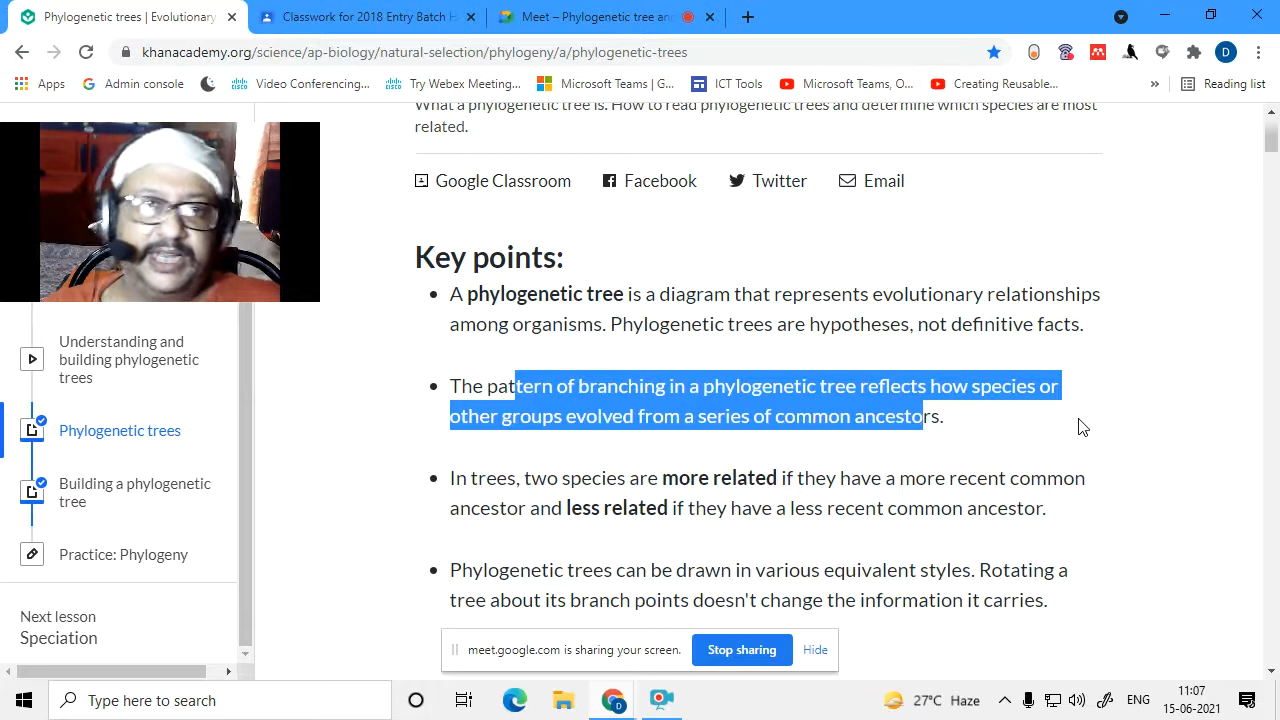 Phylogenetic trees | Evolutionary
Classwork for 2018 Entry Batch H
Meet – Phylogenetic tree and
khanacademy.org/science/ap-biology/natural-selection/phylogeny/a/phylogenetic-trees
D
Apps
Admin console
Video Conferencing...
Try Webex Meeting...
Microsoft Teams | G...
ICT Tools
Microsoft Teams, O...
Creating Reusable...
»
Reading list
What a phylogenetic tree is. How to read phylogenetic trees and determine which species are most
related.
Google Classroom
Facebook
Twitter
Email
Key points:
• A phylogenetic tree is a diagram that represents evolutionary relationships
among organisms. Phylogenetic trees are hypotheses, not definitive facts.
• The pattern of branching in a phylogenetic tree reflects how species or
other groups evolved from a series of common ancestors.
• In trees, two species are more related if they have a more recent common
ancestor and less related if they have a less recent common ancestor.
• Phylogenetic trees can be drawn in various equivalent styles. Rotating a
tree about its branch points doesn't change the information it carries.
Understanding and
building phylogenetic
trees
Phylogenetic trees
Building a phylogenetic
tree
Practice: Phylogeny
Next lesson
Speciation
meet.google.com is sharing your screen.
Stop sharing
Hide
Type here to search
27°C Haze
ENG
11:07
15-06-2021